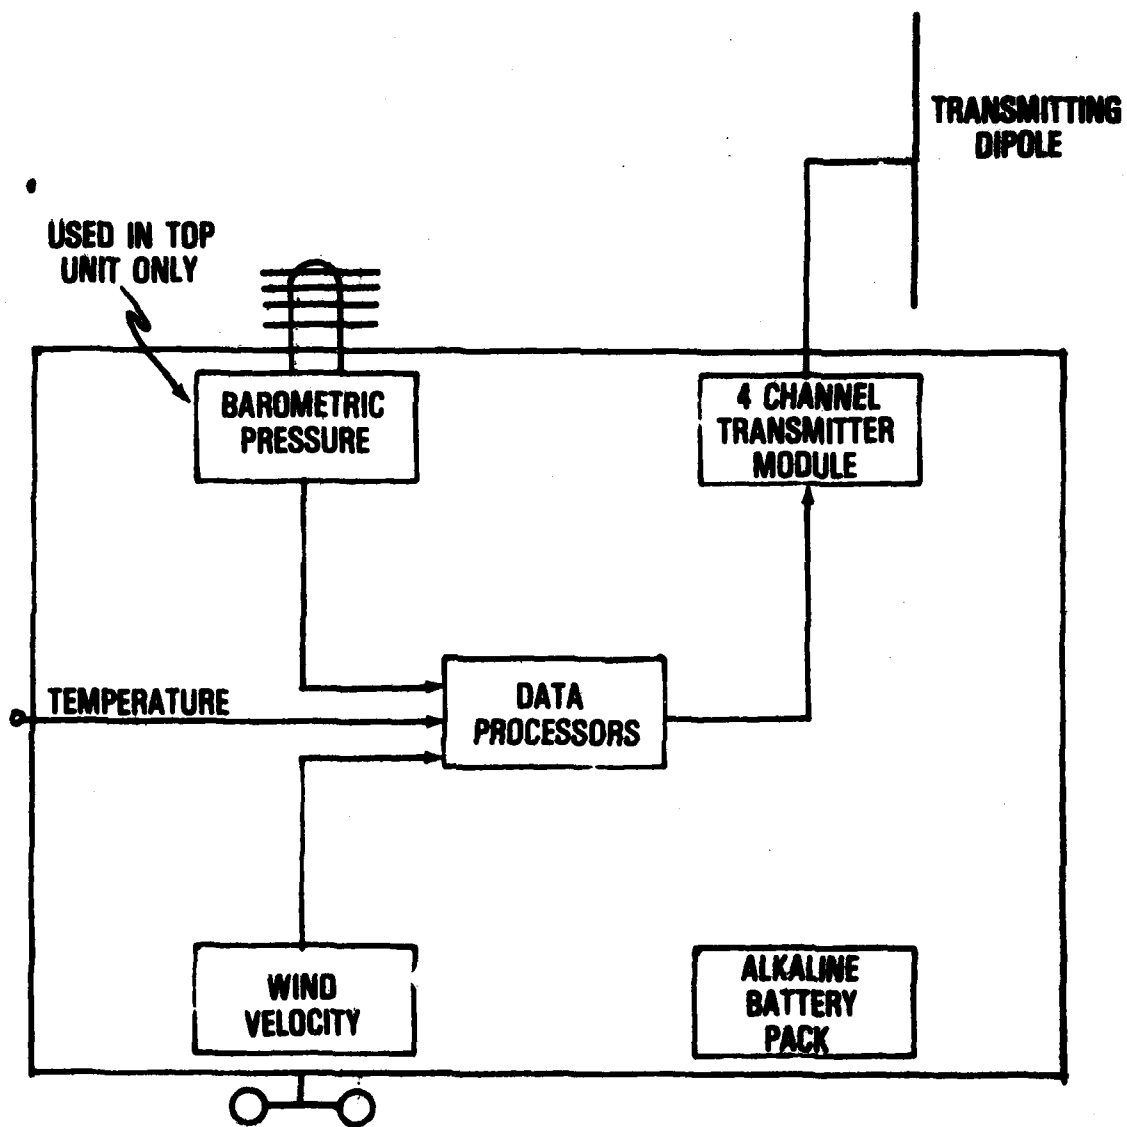 TRANSMITTING
DIPOLE
USED IN TOP
UNIT ONLY
BAROMETRIC
PRESSURE
4 CHANNEL
TRANSMITTER
MODULE
TEMPERATURE
DATA
PROCESSORS
WIND
VELOCITY
ALKALINE
BATTERY
PACK